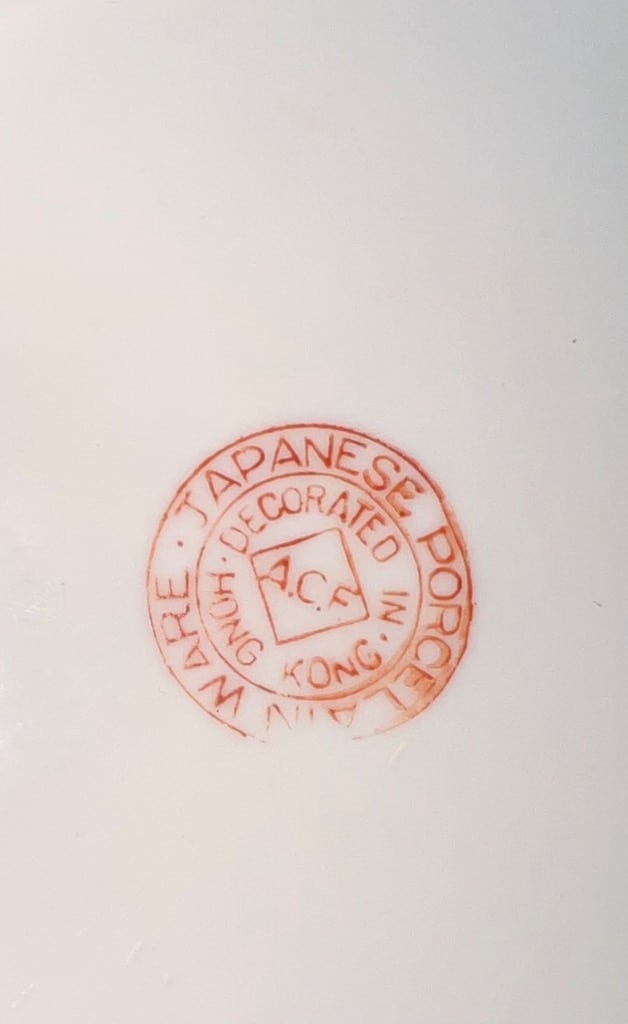 JAPANESE PORCELAIN WARE ·
DECORATED IN HONG KONG ·
A.C.F.